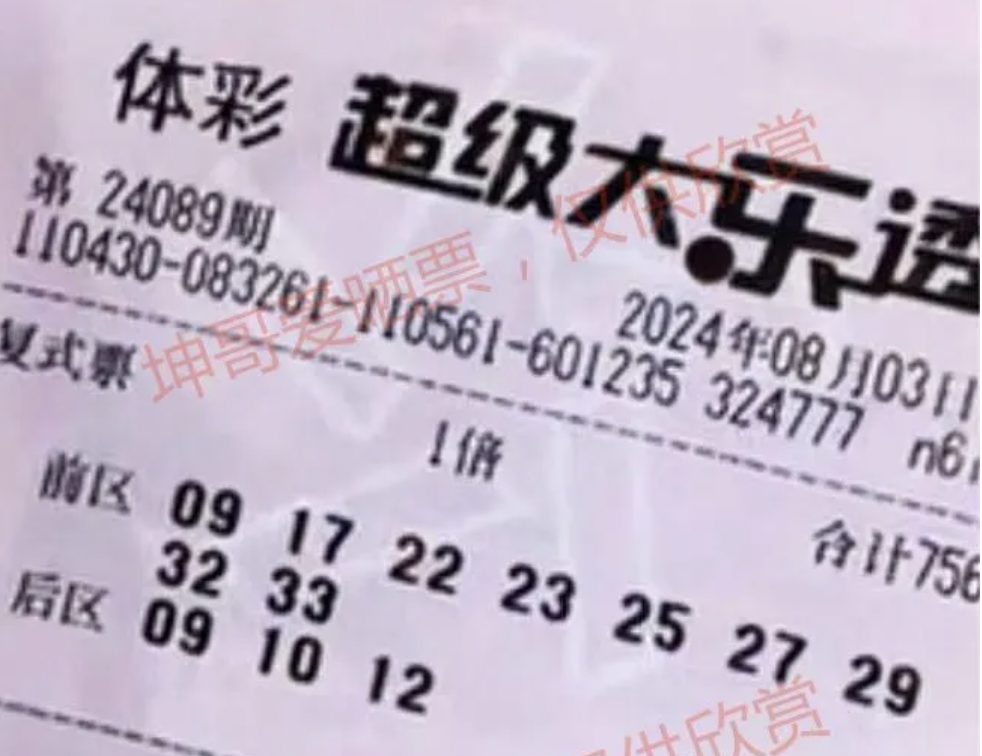 体彩 超级大乐透
第 24089期
2024年08月03日
110430-083261-110561-601235 324777 n6
复式票
1倍
合计756
前区 09 17 22 23 25 27 29
32 33
后区 09 10 12
坤哥爱晒票，仅供欣赏
仅供欣赏